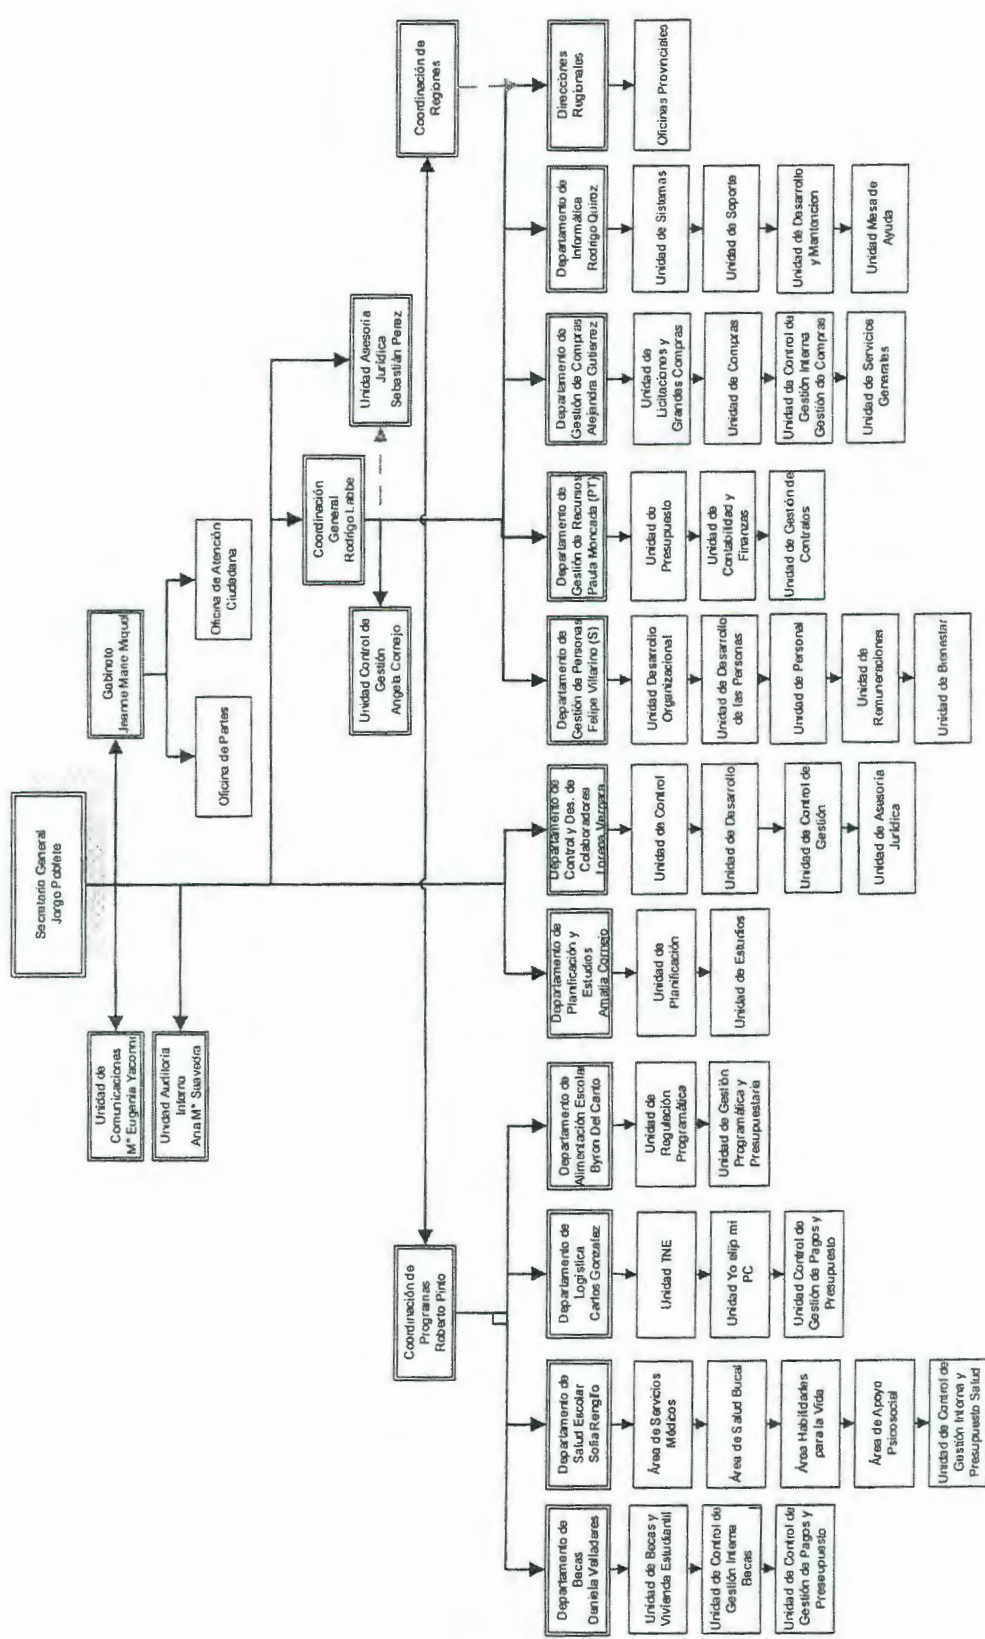 Secretario General
Jorge Poblete
Unidad de
Comunicaciones
Mª Eugenia Yaconni
Gabinete
Jeanne Marie Miquel
Unidad Auditoría
Interna
Ana Mª Suavedra
Oficina de Partes
Oficina de Atención
Ciudadana
Coordinación
General
Rodrigo Labbe
Unidad Asesoría
Jurídica
Sebastián Perez
Unidad Control de
Gestión
Angela Cornejo
Coordinación de
Programas
Roberto Pinto
Coordinación de
Regiones
Departamento de
Becas
Daniela Valladares
Unidad de Becas y
Vivienda Estudiantil
Unidad de Control de
Gestión Interna
Becas
Unidad de Control de
Gestión de Pagos y
Preseupuesto
Departamento de
Salud Escolar
Sofia Rengifo
Área de Servicios
Médicos
Área de Salud Bucal
Área Habilidades
para la Vida
Área de Apoyo
Psicosocial
Unidad de Control de
Gestión Interna y
Presupuesto Salud
Departamento de
Logística
Carlos Gonzalez
Unidad TNE
Unidad Yo elijo mi
PC
Unidad Control de
Gestión de Pagos y
Presupuesto
Departamento de
Alimentación Escolar
Byron Del Canto
Unidad de
Regulación
Programática
Unidad de Gestión
Programática y
Presupuestaria
Departamento de
Planificación y
Estudios
Amalia Cornejo
Unidad de
Planificación
Unidad de Estudios
Departamento de
Control y Des. de
Colaboradores
Lorena Vergara
Unidad de Control
Unidad de Desarrollo
Unidad de Control de
Gestión
Unidad de Asesoría
Jurídica
Departamento de
Gestión de Personas
Felipe Villarino (S)
Unidad Desarrollo
Organizacional
Unidad de Desarrollo
de las Personas
Unidad de Personal
Unidad de
Remuneraciones
Unidad de Bienestar
Departamento de
Gestión de Recursos
Paula Moncada (PT)
Unidad de
Presupuesto
Unidad de
Contabilidad y
Finanzas
Unidad de Gestión de
Contratos
Departamento de
Gestión de Compras
Alejandra Gutierrez
Unidad de
Licitaciones y
Grandes Compras
Unidad de Compras
Unidad de Control de
Gestión Interna
Gestión de Compras
Unidad de Servicios
Generales
Departamento de
Informática
Rodrigo Quiroz
Unidad de Sistemas
Unidad de Soporte
Unidad de Desarrollo
y Mantencion
Unidad Mesa de
Ayuda
Direcciones
Regionales
Oficinas Provinciales